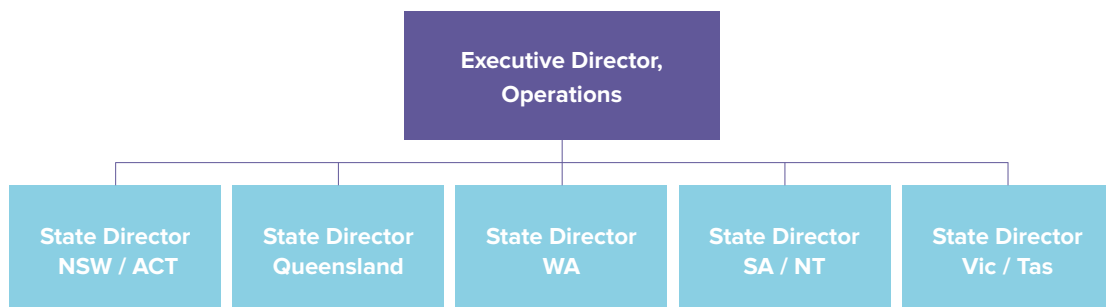 Executive Director,
Operations
State Director
NSW / ACT
State Director
Queensland
State Director
WA
State Director
SA / NT
State Director
Vic / Tas